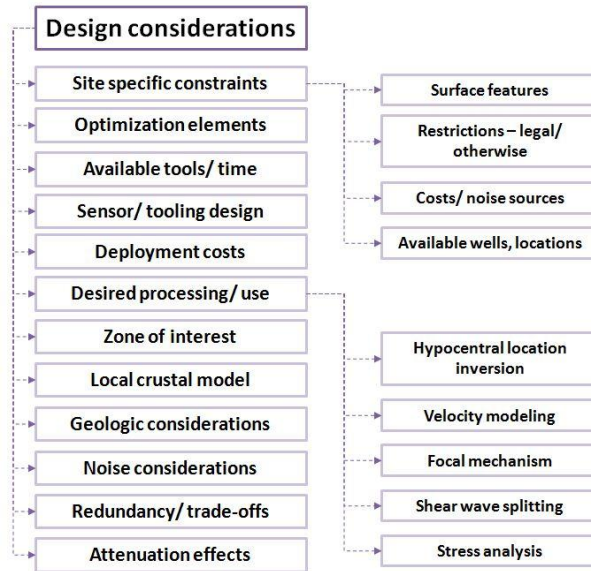 Design considerations
Site specific constraints
Optimization elements
Available tools/ time
Sensor/ tooling design
Deployment costs
Desired processing/ use
Zone of interest
Local crustal model
Geologic considerations
Noise considerations
Redundancy/ trade-offs
Attenuation effects
Surface features
Restrictions – legal/
otherwise
Costs/ noise sources
Available wells, locations
Hypocentral location
inversion
Velocity modeling
Focal mechanism
Shear wave splitting
Stress analysis